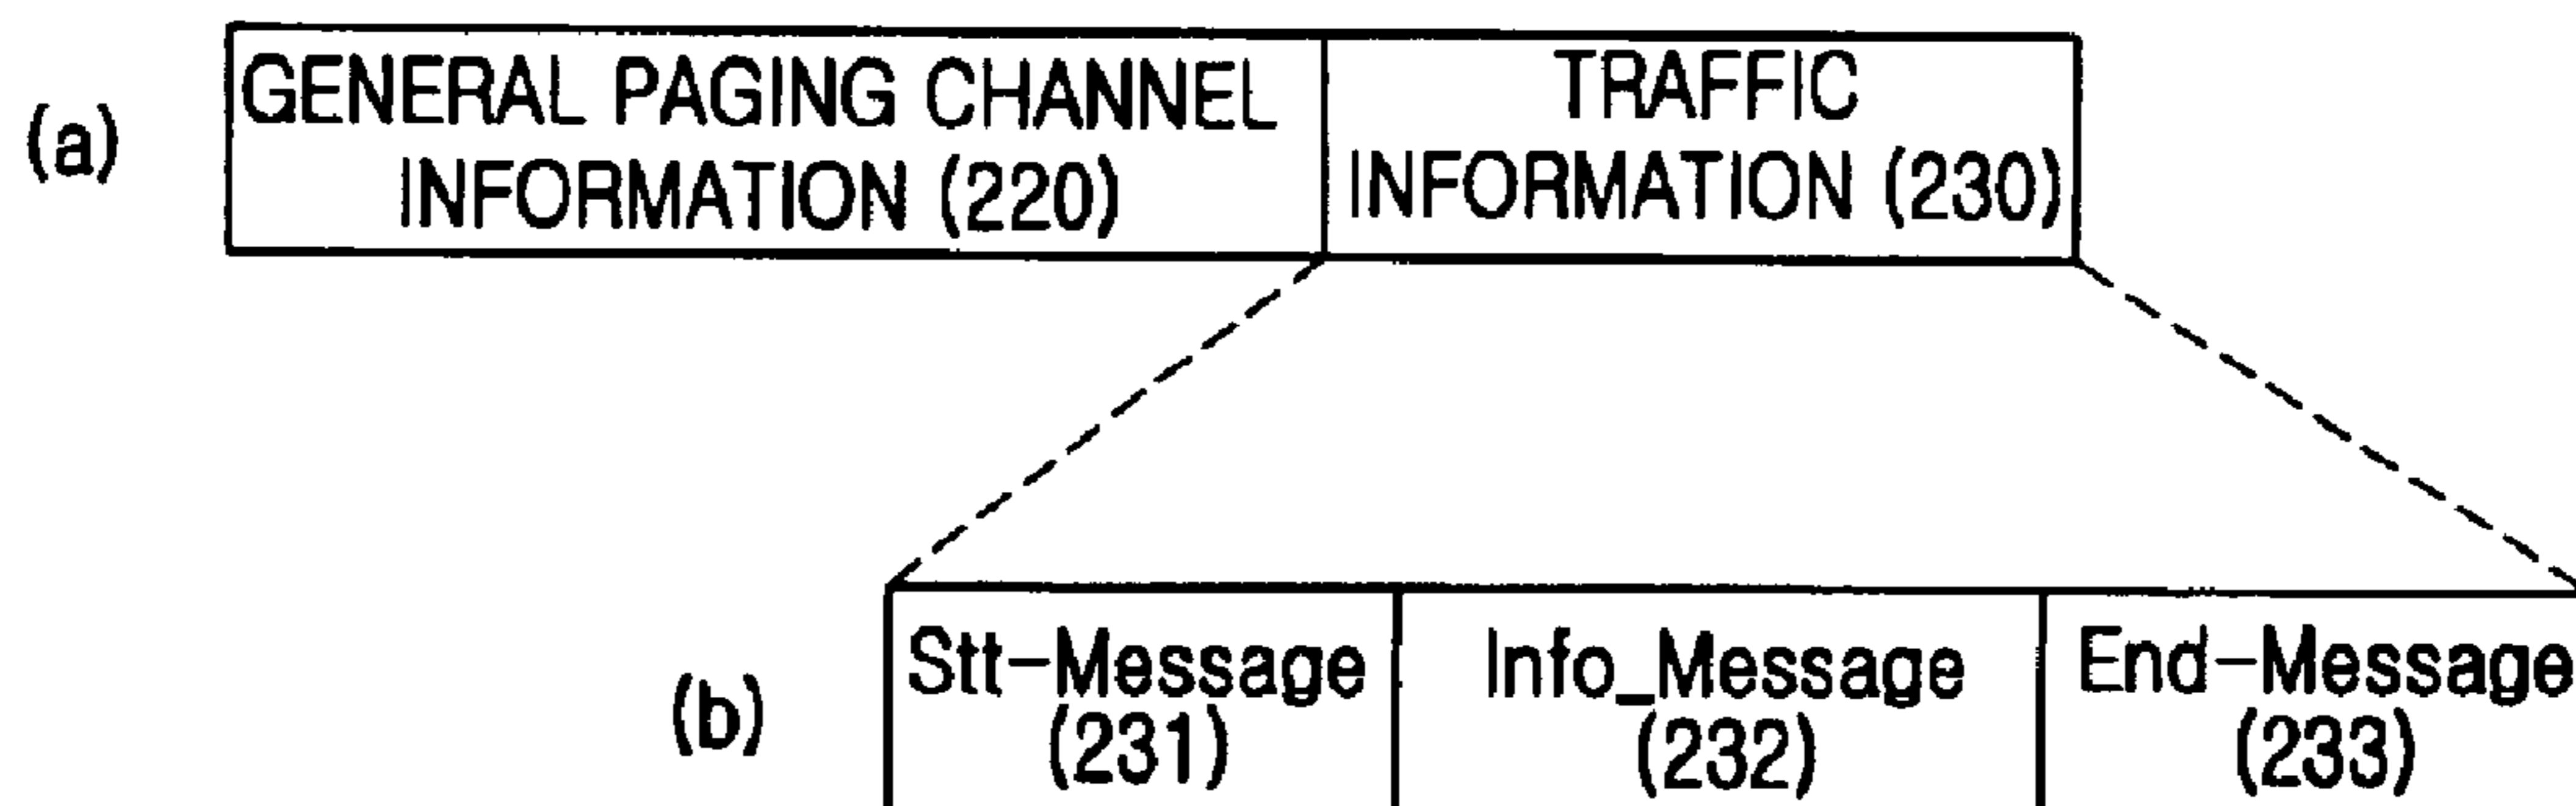 (a)
GENERAL PAGING CHANNEL
INFORMATION (220)
TRAFFIC
INFORMATION (230)
(b)
Stt-Message
(231)
Info_Message
(232)
End-Message
(233)